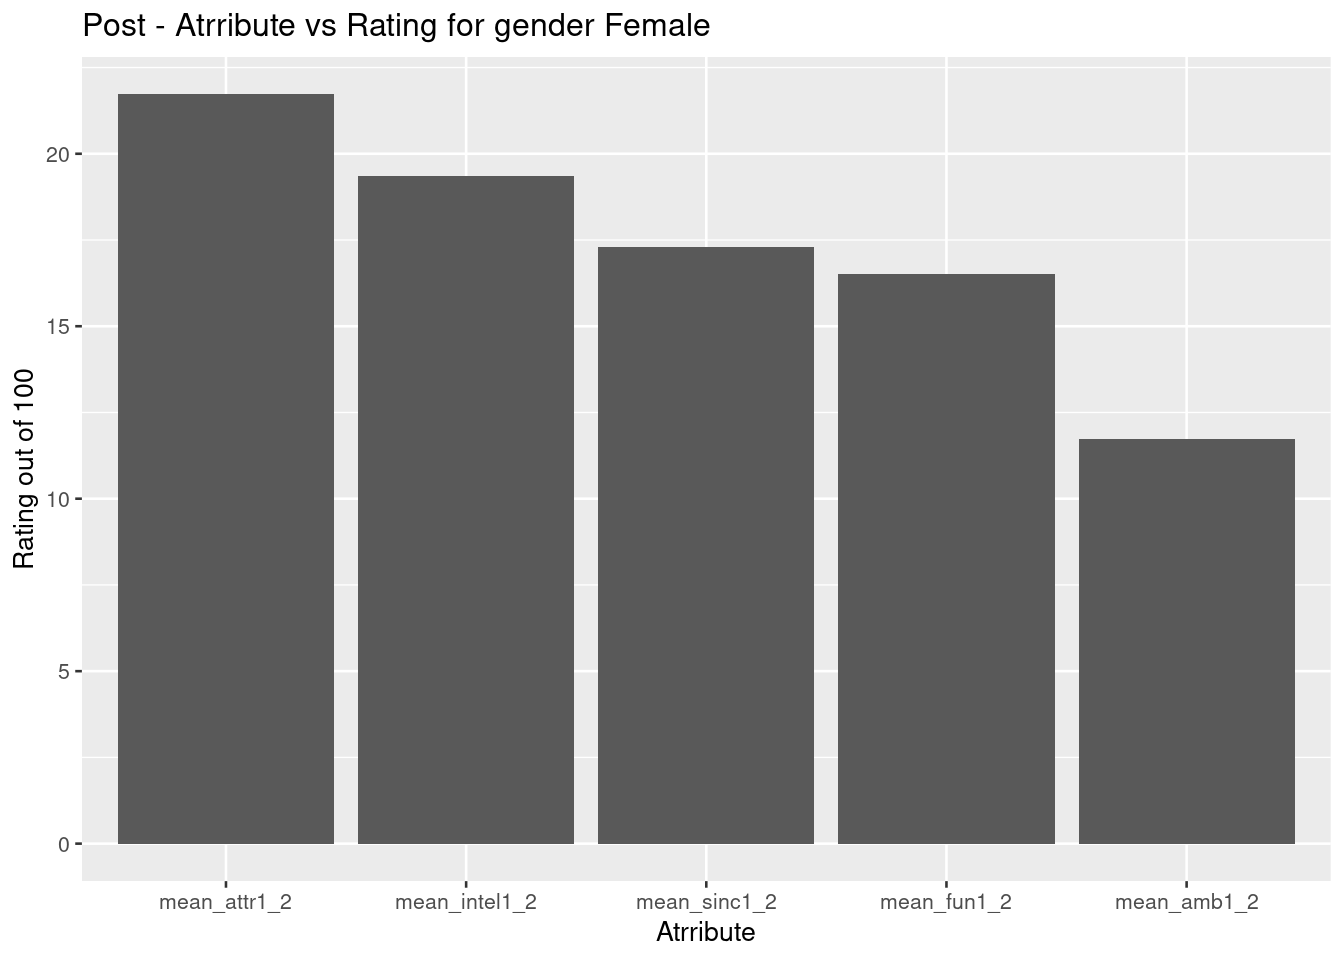 Post - Atrribute vs Rating for gender Female
Rating out of 100
20
15
10
5
0
mean_attr1_2 mean_intel1_2 mean_sinc1_2 mean_fun1_2 mean_amb1_2
Atrribute